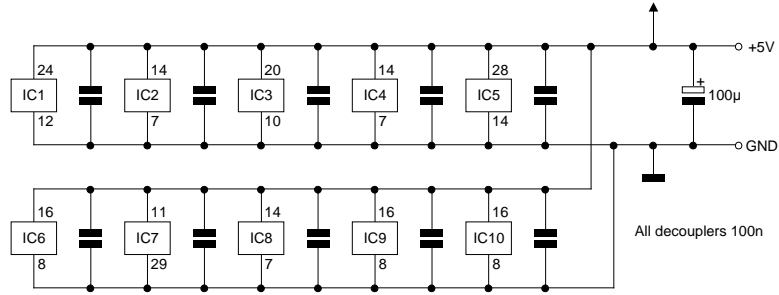 +5V
24 14 20 14 28
IC1 IC2 IC3 IC4 IC5
+
100µ
12 7 10 7 14
GND
16 11 14 16 16
IC6 IC7 IC8 IC9 IC10
All decouplers 100n
8 29 7 8 8